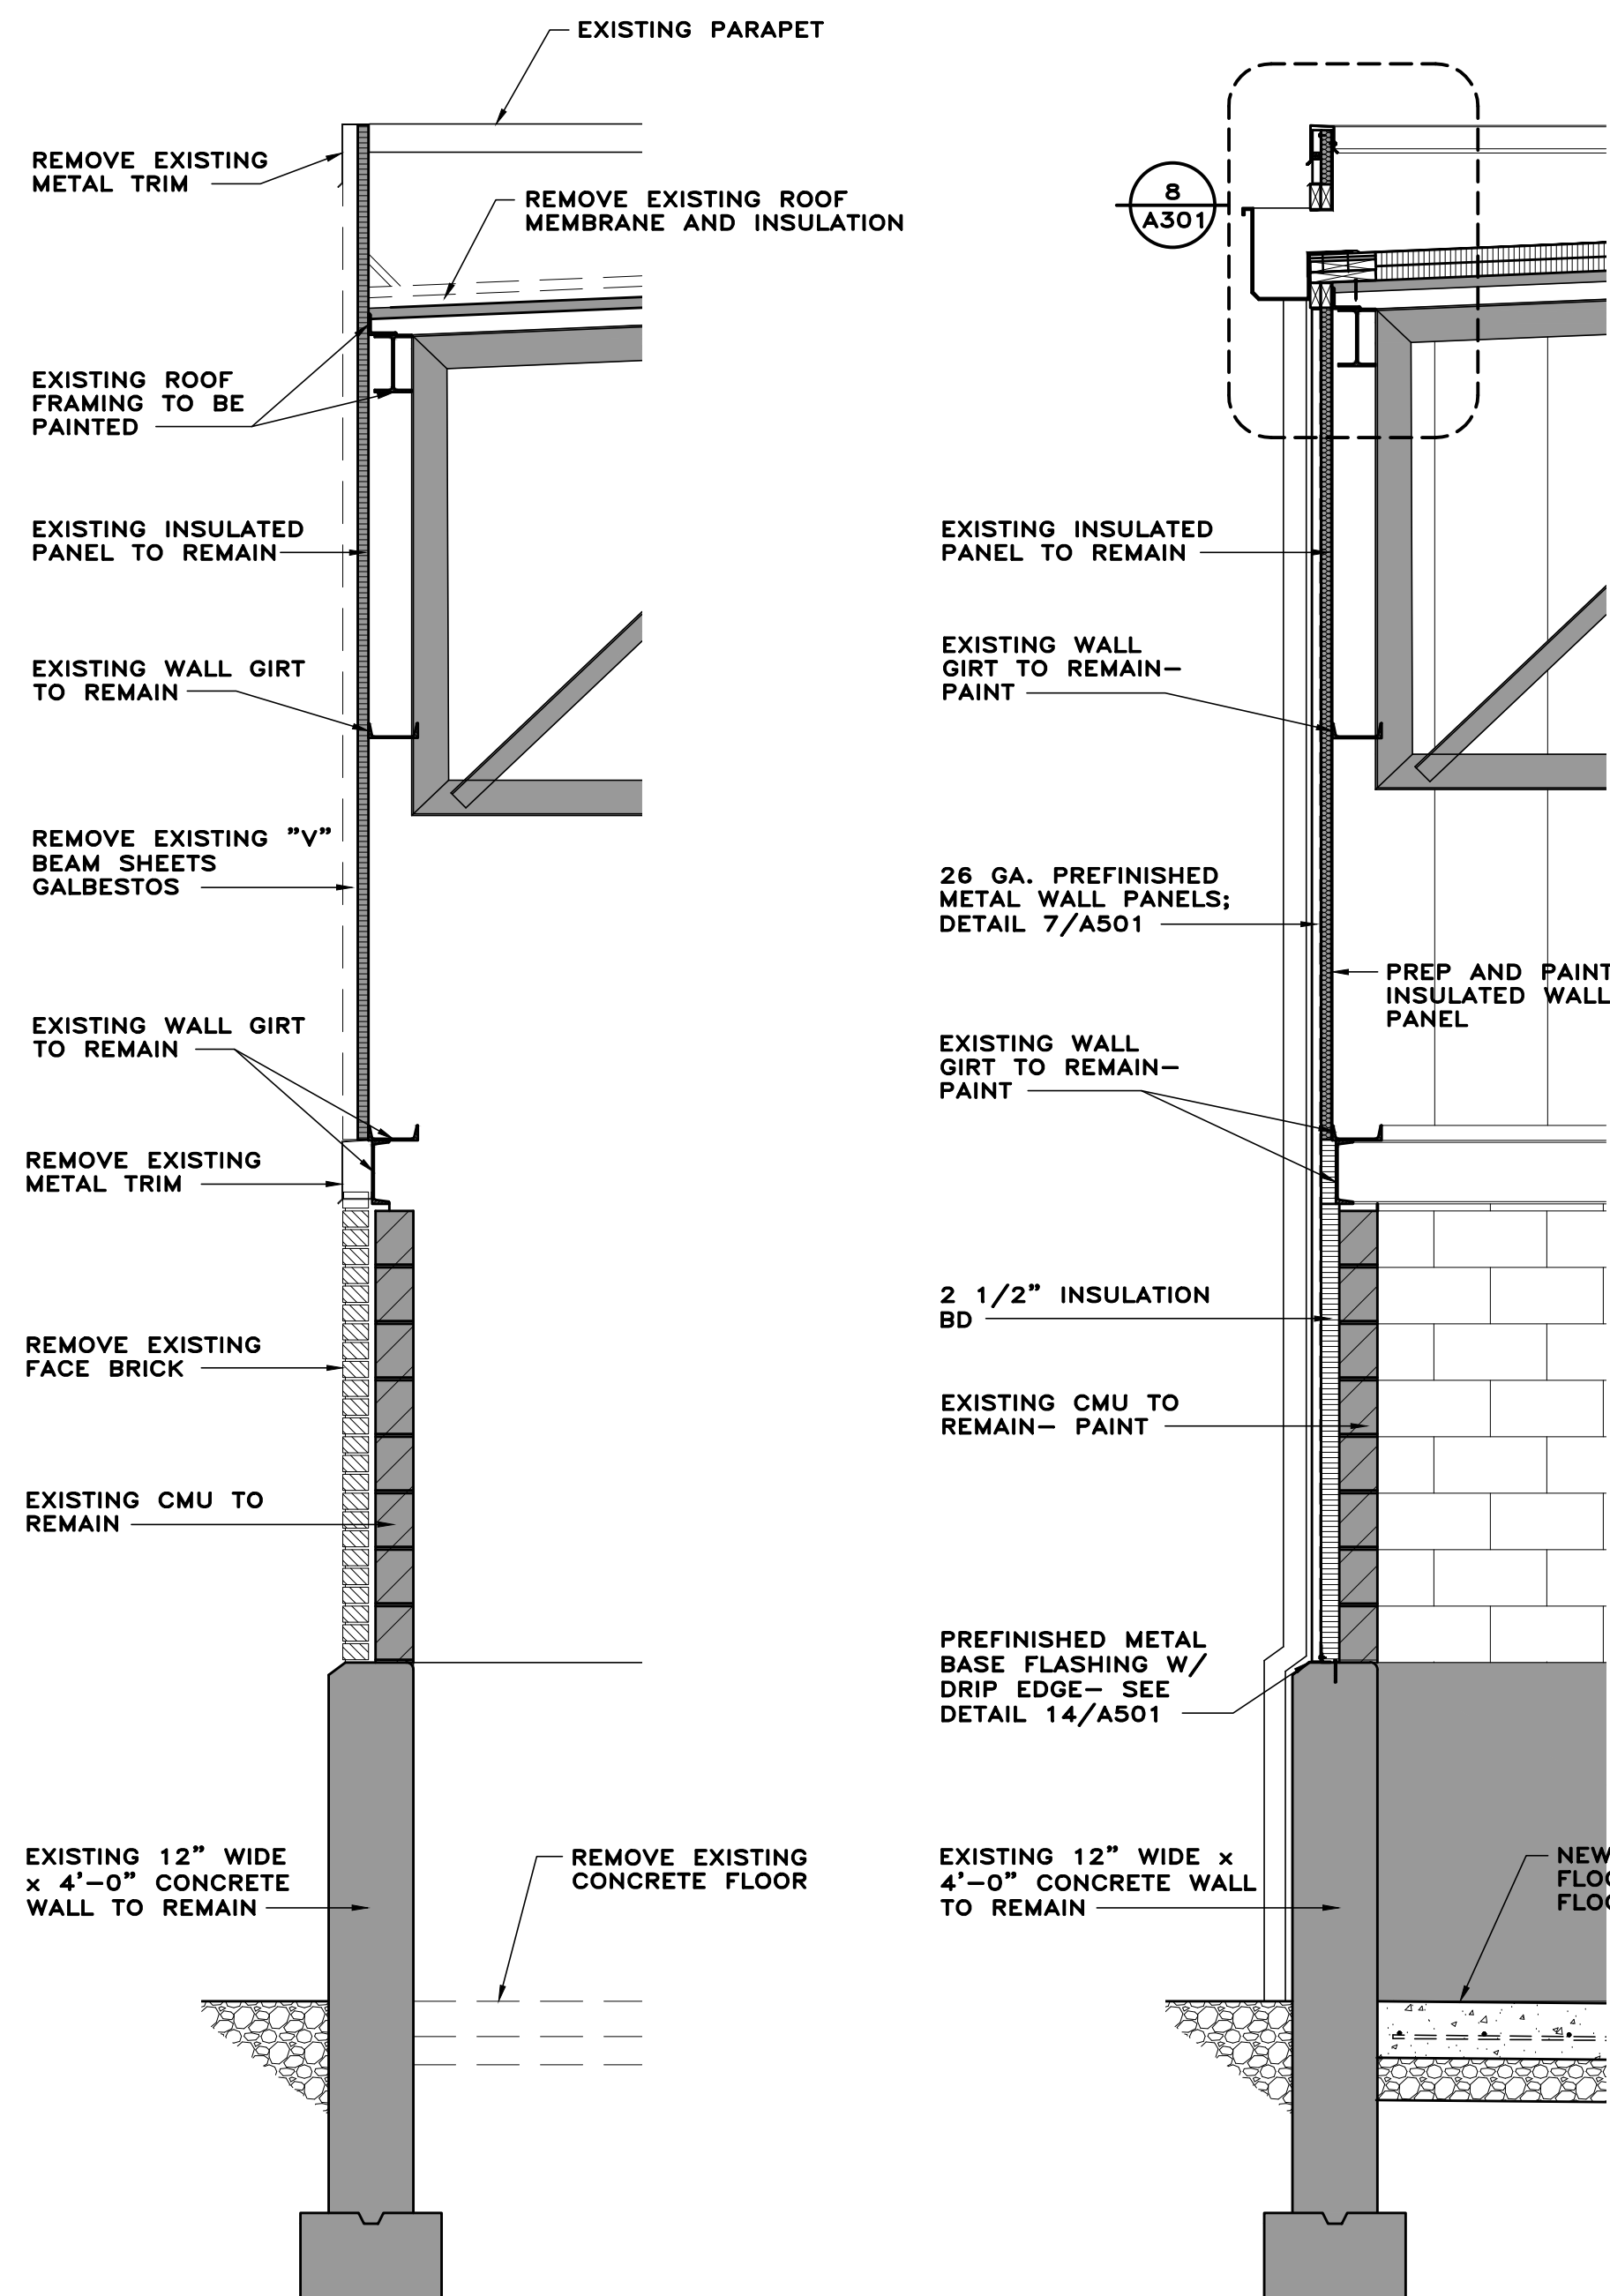 EXISTING PARAPET
REMOVE EXISTING
METAL TRIM
REMOVE EXISTING ROOF
MEMBRANE AND INSULATION
EXISTING ROOF
FRAMING TO BE
PAINTED
EXISTING INSULATED
PANEL TO REMAIN
EXISTING WALL GIRT
TO REMAIN
REMOVE EXISTING "V"
BEAM SHEETS
GALBESTOS
EXISTING WALL GIRT
TO REMAIN
REMOVE EXISTING
METAL TRIM
REMOVE EXISTING
FACE BRICK
EXISTING CMU TO
REMAIN
EXISTING 12" WIDE
x 4'-0" CONCRETE
WALL TO REMAIN
REMOVE EXISTING
CONCRETE FLOOR
8
A301
EXISTING INSULATED
PANEL TO REMAIN
EXISTING WALL
GIRT TO REMAIN-
PAINT
26 GA. PREFINISHED
METAL WALL PANELS;
DETAIL 7/A501
PREP AND PAINT
INSULATED WALL
PANEL
EXISTING WALL
GIRT TO REMAIN-
PAINT
2 1/2" INSULATION
BD
EXISTING CMU TO
REMAIN- PAINT
PREFINISHED METAL
BASE FLASHING W/
DRIP EDGE- SEE
DETAIL 14/A501
EXISTING 12" WIDE x
4'-0" CONCRETE WALL
TO REMAIN
NEW